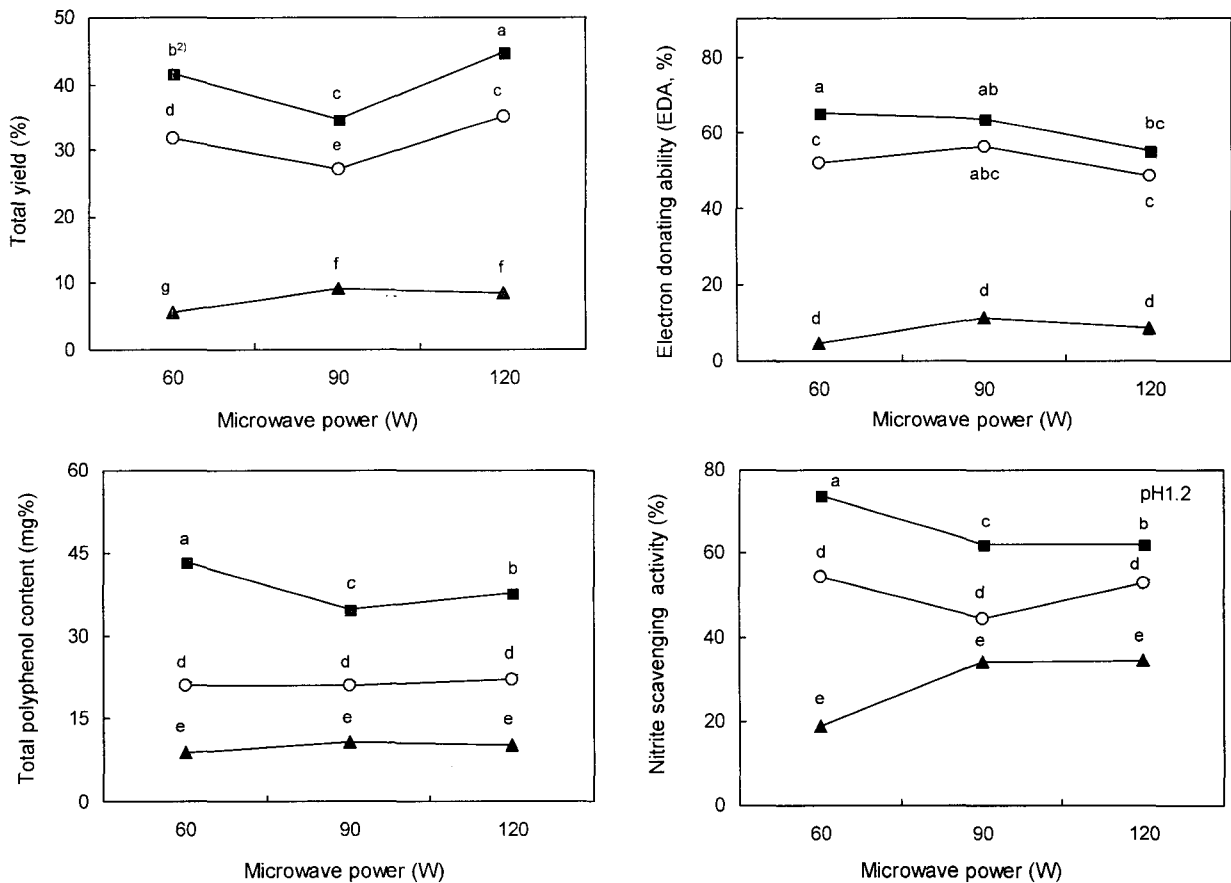 Total yield (%)
50
40
30
20
10
0
b2)
c
a
d
e
c
g
f
f
60 90 120
Microwave power (W)
Electron donating ability (EDA, %)
80
60
40
20
0
a
ab
bc
c
abc
c
d
d
d
60 90 120
Microwave power (W)
Total polyphenol content (mg%)
60
45
30
15
0
a
c
b
d
d
d
e
e
e
60 90 120
Microwave power (W)
Nitrite scavenging activity (%)
80
60
40
20
0
pH1.2
a
c
b
d
d
d
e
e
e
60 90 120
Microwave power (W)